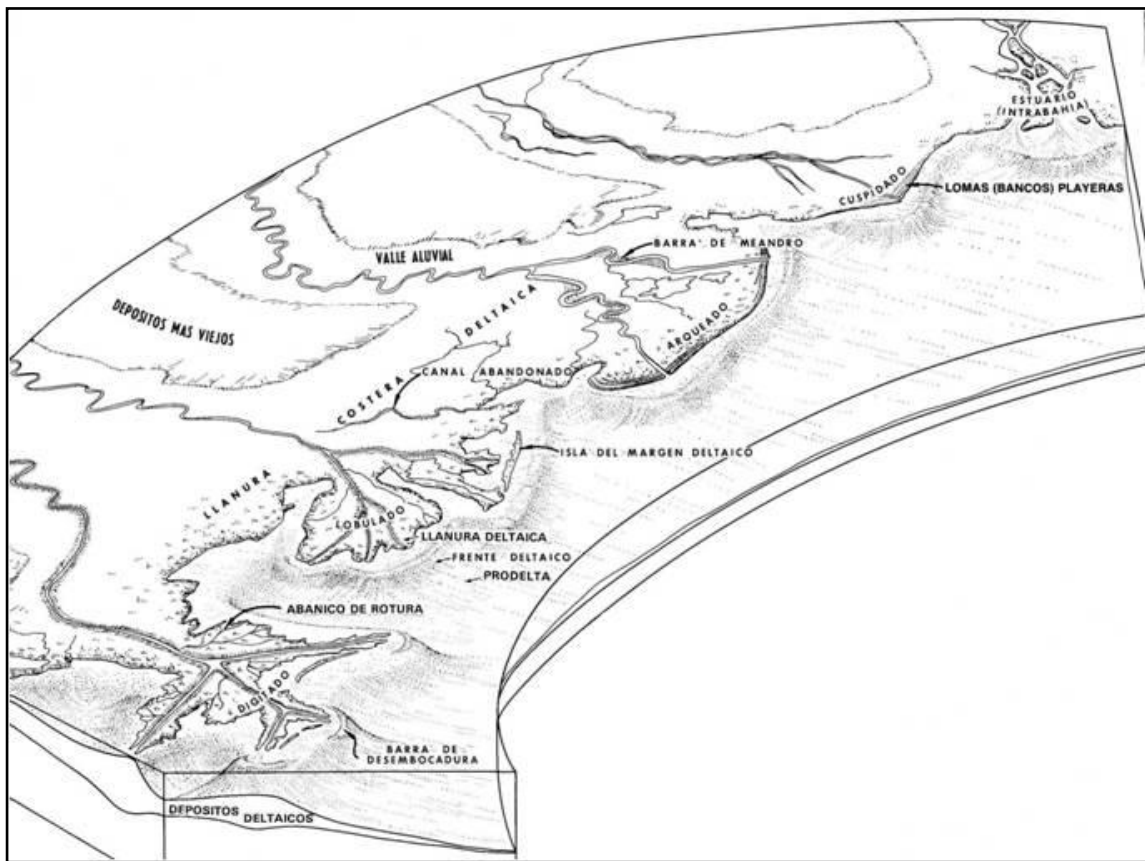 ESTUARIO
(INTRABAHIA)
CUSPIDADO
LOMAS (BANCOS) PLAYERAS
BARRA DE MEANDRO
VALLE ALUVIAL
DEPOSITOS MAS VIEJOS
LLANURA COSTERA DELTAICA
ARQUEADO
CANAL ABANDONADO
ISLA DEL MARGEN DELTAICO
LOBULADO
LLANURA DELTAICA
FRENTE DELTAICO
PRODELTA
ABANICO DE ROTURA
DIGITADO
BARRA DE
DESEMBOCADURA
DEPOSITOS DELTAICOS